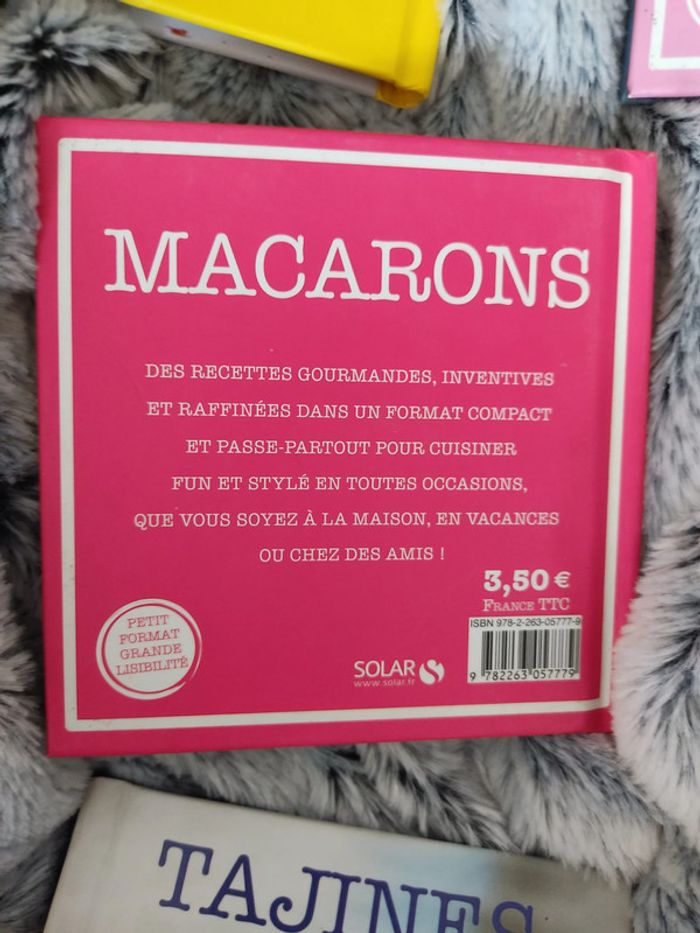 MACARONS
DES RECETTES GOURMANDES, INVENTIVES
ET RAFFINÉES DANS UN FORMAT COMPACT
ET PASSE-PARTOUT POUR CUISINER
FUN ET STYLÉ EN TOUTES OCCASIONS,
QUE VOUS SOYEZ À LA MAISON, EN VACANCES
OU CHEZ DES AMIS !
3,50 €
FRANCE TTC
ISBN 978-2-263-05777-9
9 782263 057779
PETIT
FORMAT
GRANDE
LISIBILITÉ
SOLAR
www.solar.fr
TAJINES